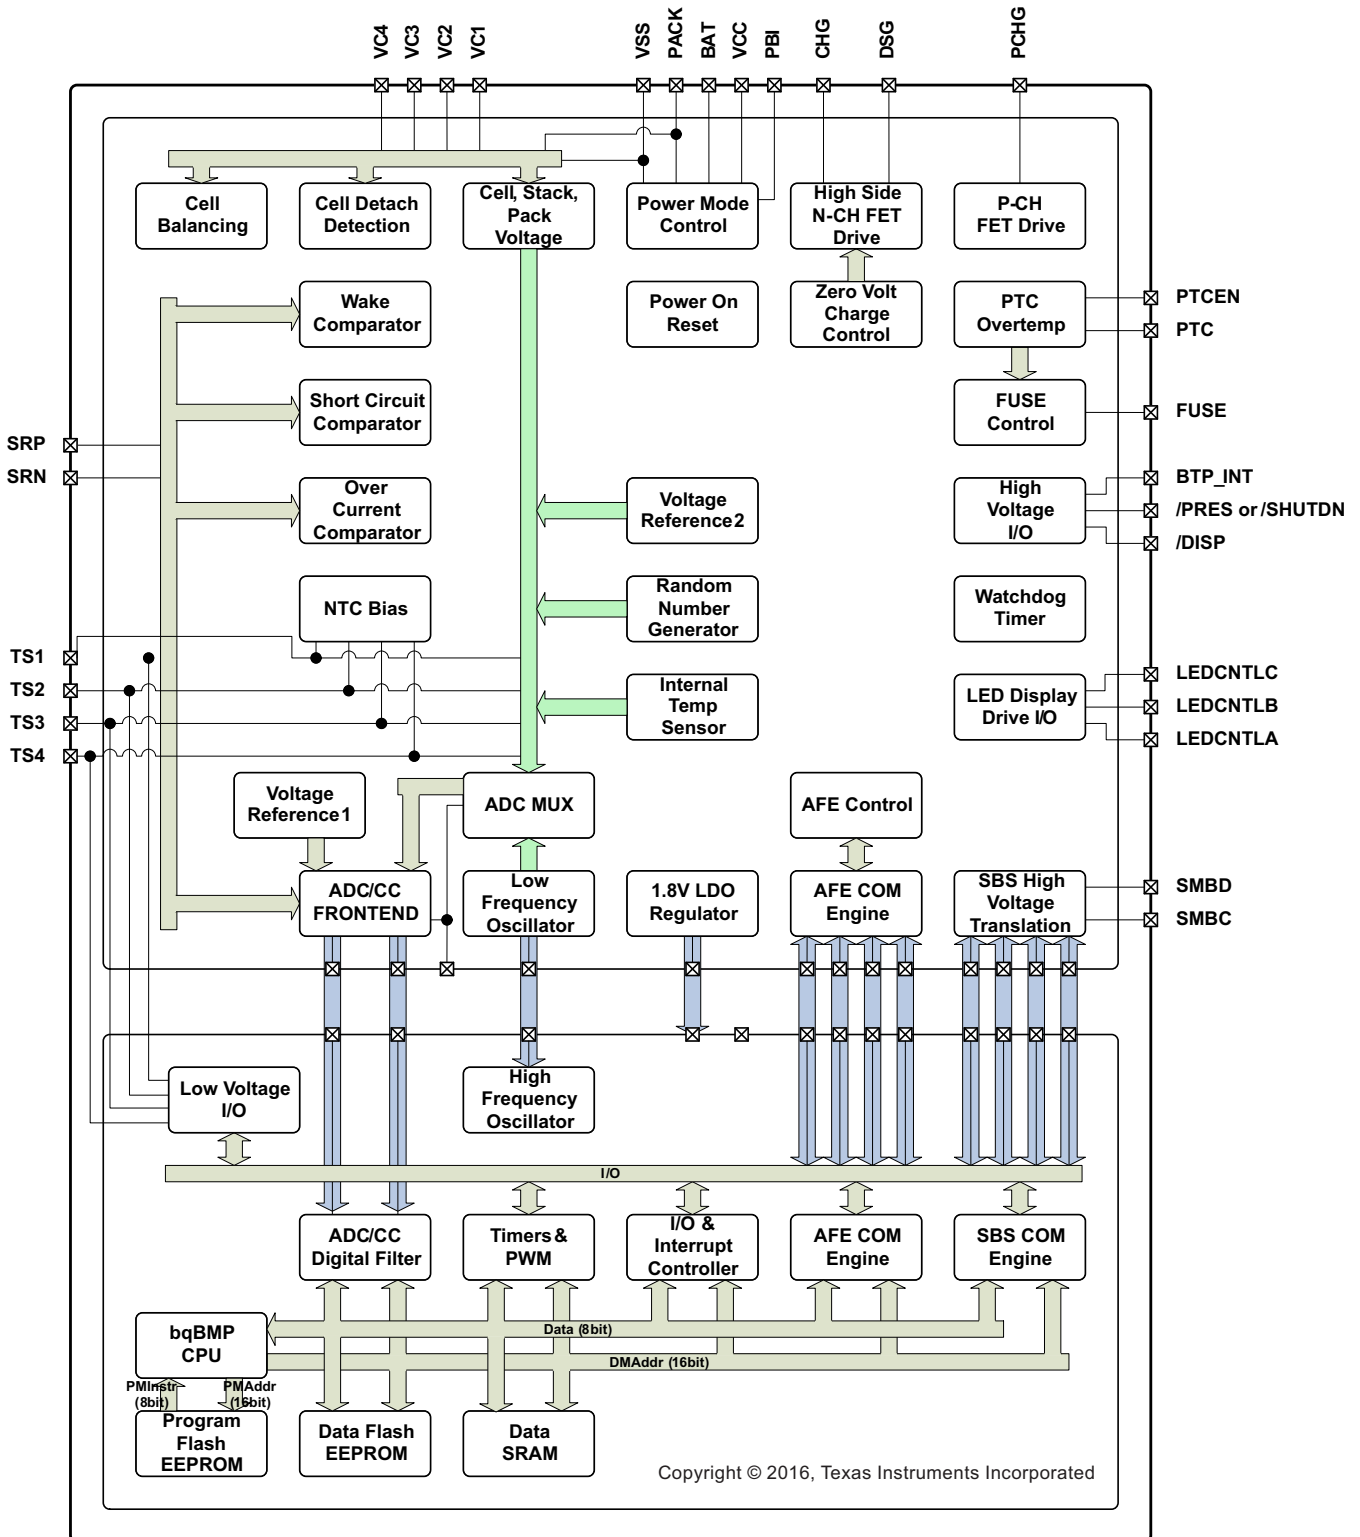 VC4
VC3
VC2
VC1
VSS
PACK
BAT
VCC
PBI
CHG
DSG
PCHG
Cell
Balancing
Cell Detach
Detection
Cell, Stack,
Pack
Voltage
Power Mode
Control
High Side
N-CH FET
Drive
P-CH
FET Drive
Wake
Comparator
Power On
Reset
Zero Volt
Charge
Control
PTC
Overtemp
PTCEN
PTC
Short Circuit
Comparator
FUSE
Control
FUSE
SRP
SRN
Over
Current
Comparator
Voltage
Reference2
High
Voltage
I/O
BTP_INT
/PRES or /SHUTDN
/DISP
NTC Bias
Random
Number
Generator
Watchdog
Timer
TS1
TS2
TS3
TS4
Internal
Temp
Sensor
LED Display
Drive I/O
LEDCNTLC
LEDCNTLB
LEDCNTLA
Voltage
Reference1
ADC MUX
AFE Control
ADC/CC
FRONTEND
Low
Frequency
Oscillator
1.8V LDO
Regulator
AFE COM
Engine
SBS High
Voltage
Translation
SMBD
SMBC
Low Voltage
I/O
High
Frequency
Oscillator
I/O
ADC/CC
Digital Filter
Timers &
PWM
I/O &
Interrupt
Controller
AFE COM
Engine
SBS COM
Engine
bqBMP
CPU
Data (8bit)
DMAddr (16bit)
PMInstr
(8bit)
PMAddr
(16bit)
Program
Flash
EEPROM
Data Flash
EEPROM
Data
SRAM
Copyright © 2016, Texas Instruments Incorporated